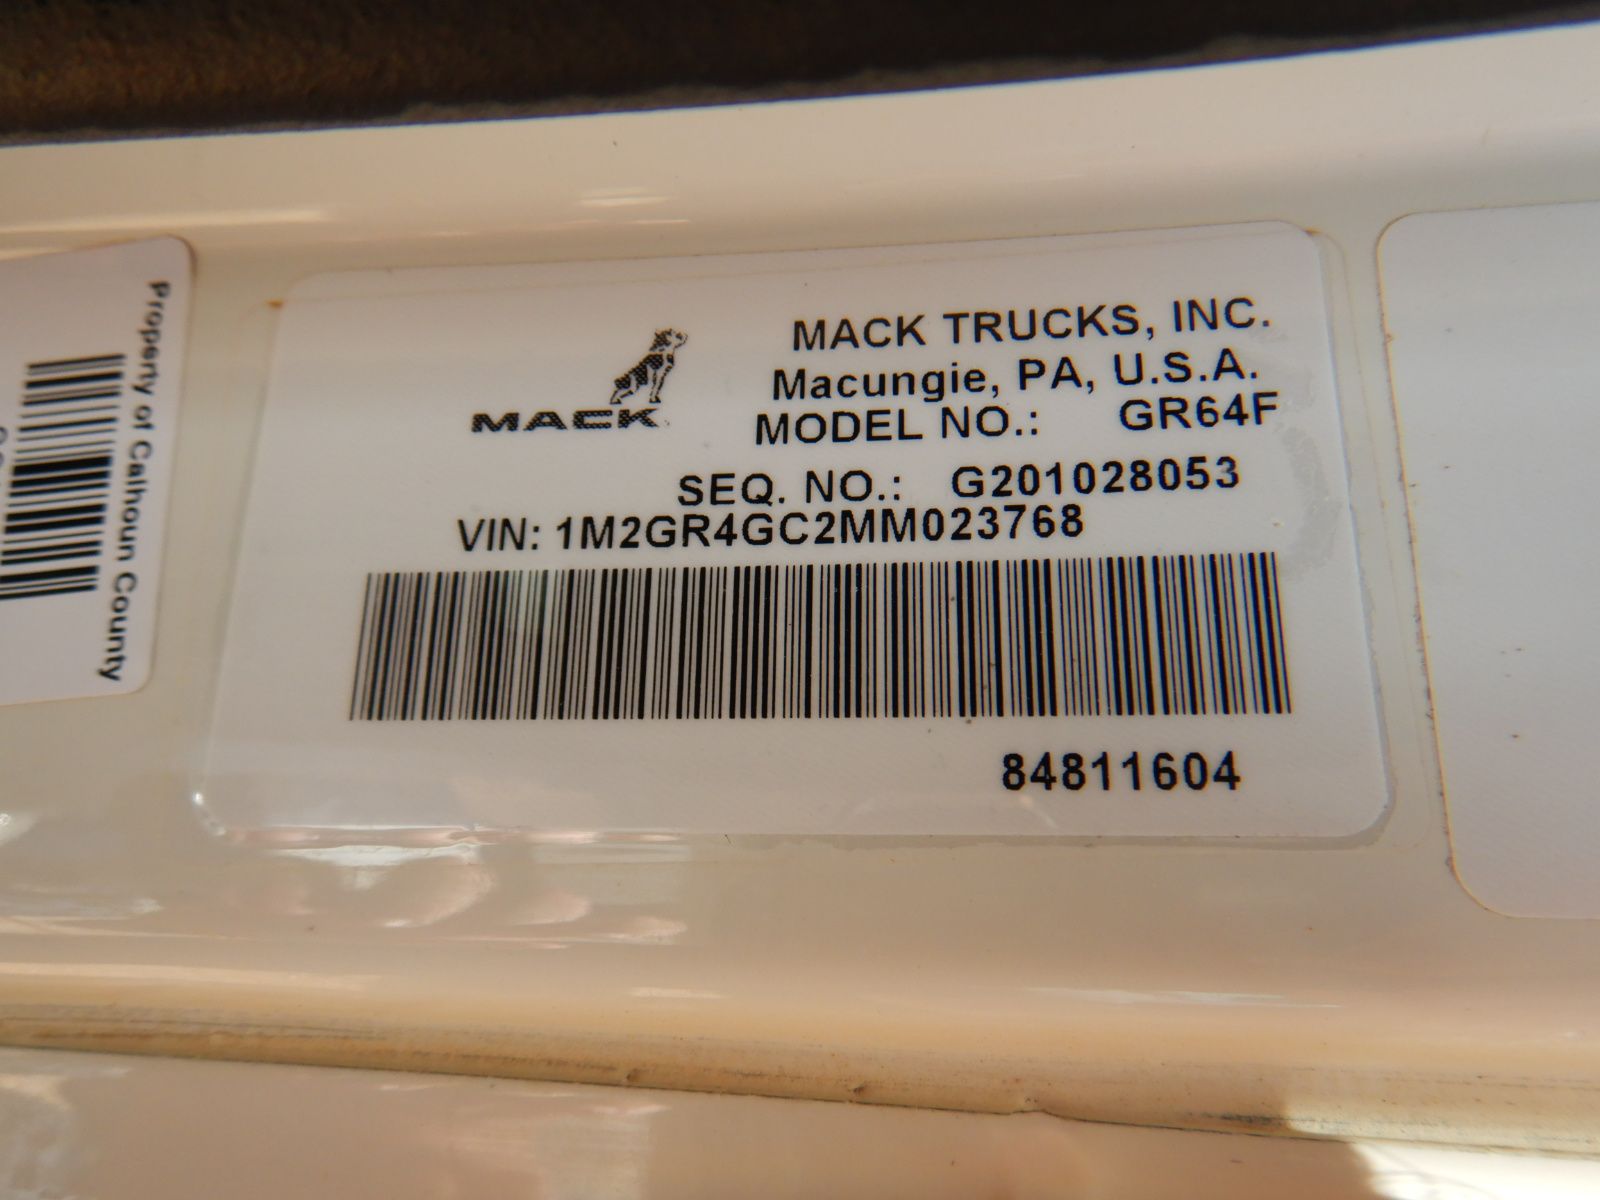 Property of Calhoun County
MACK
MACK TRUCKS, INC.
Macungie, PA, U.S.A.
MODEL NO.: GR64F
SEQ. NO.: G201028053
VIN: 1M2GR4GC2MM023768
84811604